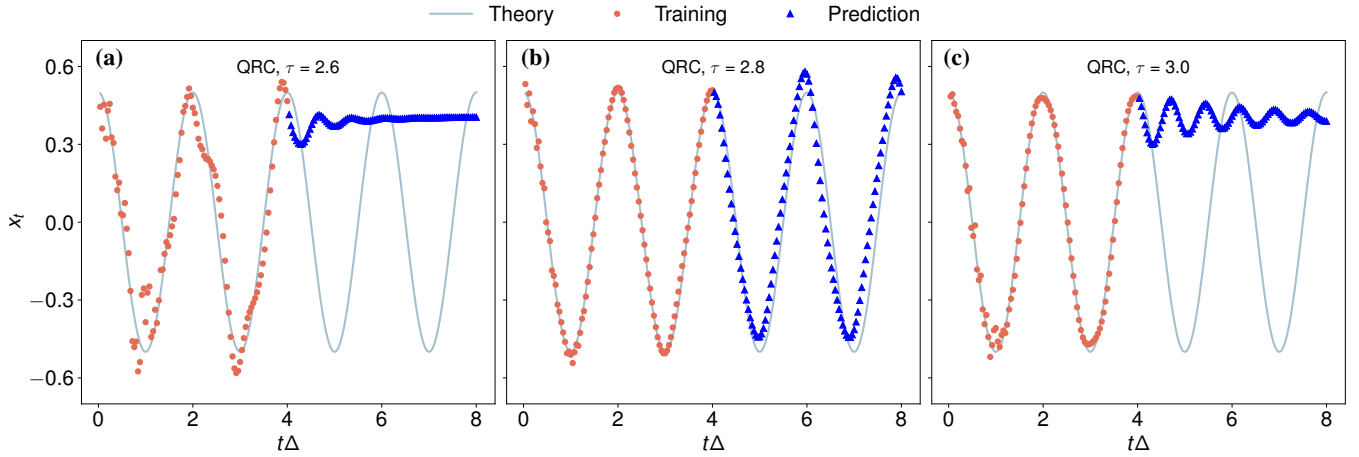 Theory Training Prediction
(a) QRC, τ = 2.6
(b) QRC, τ = 2.8
(c) QRC, τ = 3.0
0.6
0.3
0.0
−0.3
−0.6
x_t
0 2 4 6 8
0 2 4 6 8
0 2 4 6 8
tΔ
tΔ
tΔ